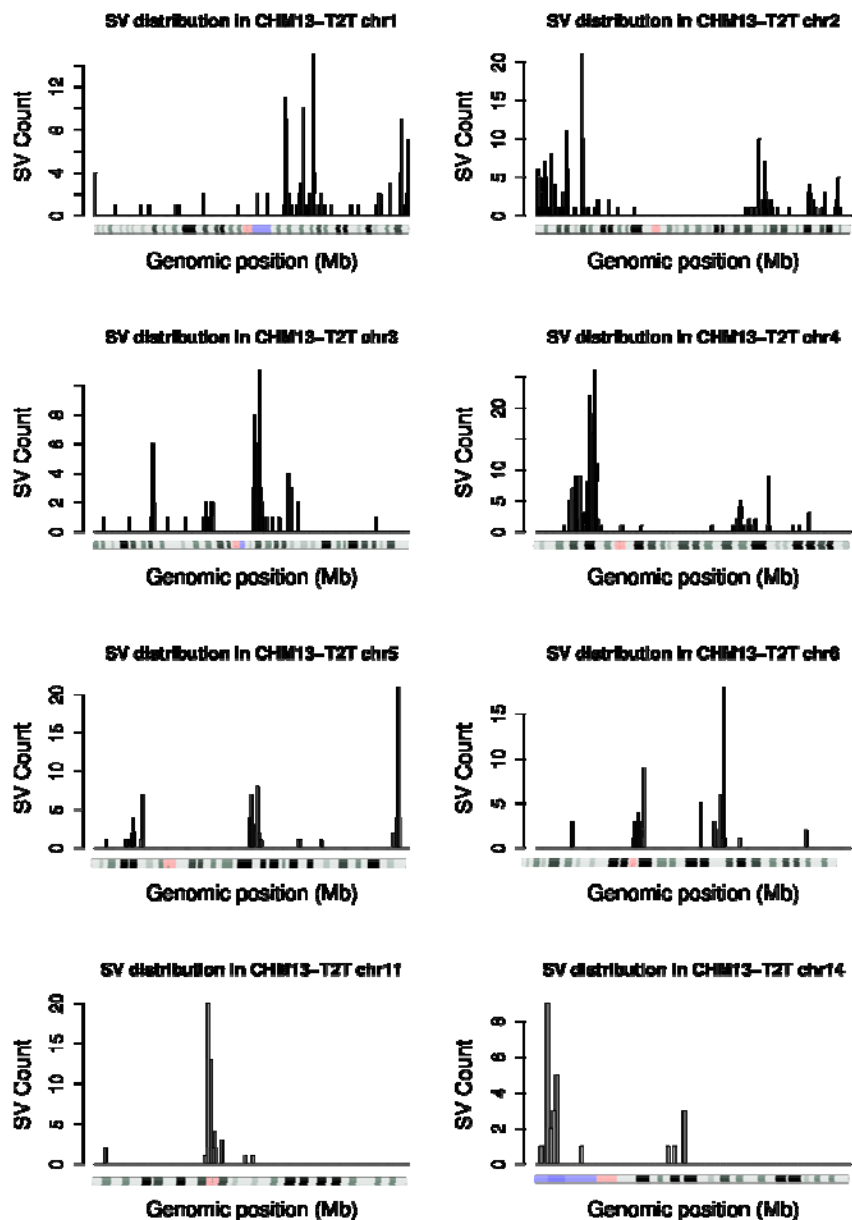 SV distribution in CHM13-T2T chr1
SV Count
0
4
8
12
Genomic position (Mb)
SV distribution in CHM13-T2T chr2
SV Count
0
5
10
15
20
Genomic position (Mb)
SV distribution in CHM13-T2T chr3
SV Count
0
2
4
6
8
Genomic position (Mb)
SV distribution in CHM13-T2T chr4
SV Count
0
5
10
20
Genomic position (Mb)
SV distribution in CHM13-T2T chr5
SV Count
0
5
10
15
20
Genomic position (Mb)
SV distribution in CHM13-T2T chr6
SV Count
0
5
10
15
Genomic position (Mb)
SV distribution in CHM13-T2T chr11
SV Count
0
5
10
15
20
Genomic position (Mb)
SV distribution in CHM13-T2T chr14
SV Count
0
2
4
6
8
Genomic position (Mb)